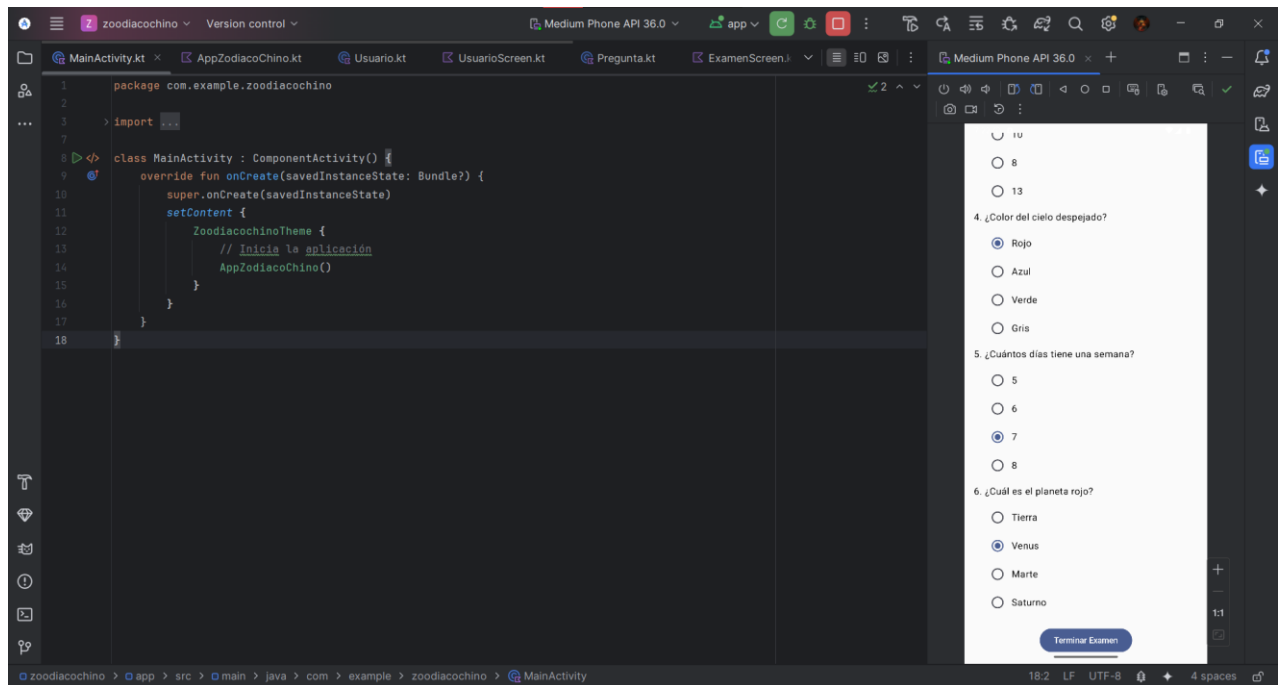 Z zoodiacochino Version control Medium Phone API 36.0 app
MainActivity.kt AppZodiacoChino.kt Usuario.kt UsuarioScreen.kt Pregunta.kt ExamenScreen.k Medium Phone API 36.0
1 package com.example.zoodiacochino 2
2
3 import ...
7
8 class MainActivity : ComponentActivity() {
9 override fun onCreate(savedInstanceState: Bundle?) {
10 super.onCreate(savedInstanceState)
11 setContent {
12 ZoodiacochinoTheme {
13 // Inicia la aplicación
14 AppZodiacoChino()
15 }
16 }
17 }
18 }
10
8
13
4. ¿Color del cielo despejado?
Rojo
Azul
Verde
Gris
5. ¿Cuántos días tiene una semana?
5
6
7
8
6. ¿Cuál es el planeta rojo?
Tierra
Venus
Marte
Saturno
Terminar Examen
1:1
zoodiacochino > app > src > main > java > com > example > zoodiacochino > MainActivity 18:2 LF UTF-8 4 spaces